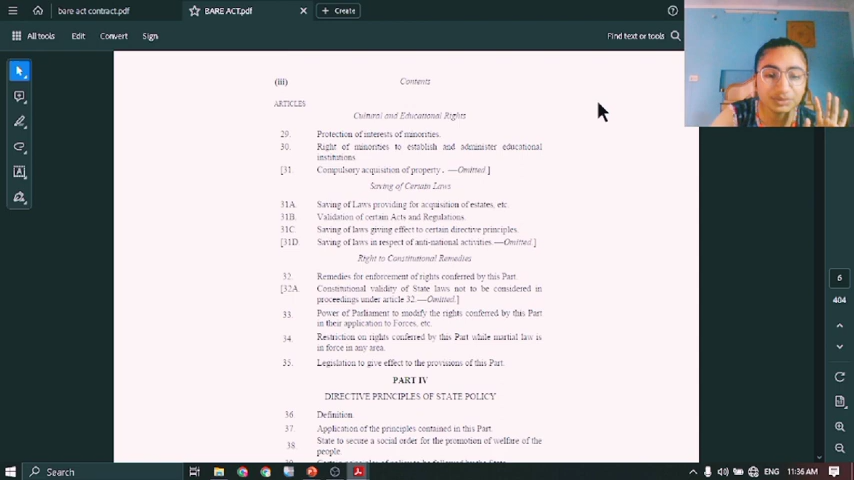 bare act contract.pdf
BARE ACT.pdf
Create
All tools
Edit
Convert
Sign
Find text or tools
(iii)
Contents
ARTICLES
Cultural and Educational Rights
29. Protection of interests of minorities.
30. Right of minorities to establish and administer educational
institutions.
[31. Compulsory acquisition of property . —Omitted.]
Saving of Certain Laws
31A. Saving of Laws providing for acquisition of estates, etc.
31B. Validation of certain Acts and Regulations.
31C. Saving of laws giving effect to certain directive principles.
[31D. Saving of laws in respect of anti-national activities.—Omitted.]
Right to Constitutional Remedies
32. Remedies for enforcement of rights conferred by this Part.
[32A. Constitutional validity of State laws not to be considered in
proceedings under article 32.—Omitted.]
33. Power of Parliament to modify the rights conferred by this Part
in their application to Forces, etc.
34. Restriction on rights conferred by this Part while martial law is
in force in any area.
35. Legislation to give effect to the provisions of this Part.
PART IV
DIRECTIVE PRINCIPLES OF STATE POLICY
36. Definition.
37. Application of the principles contained in this Part.
38. State to secure a social order for the promotion of welfare of the
people.
6
404
Search
ENG
11:36 AM